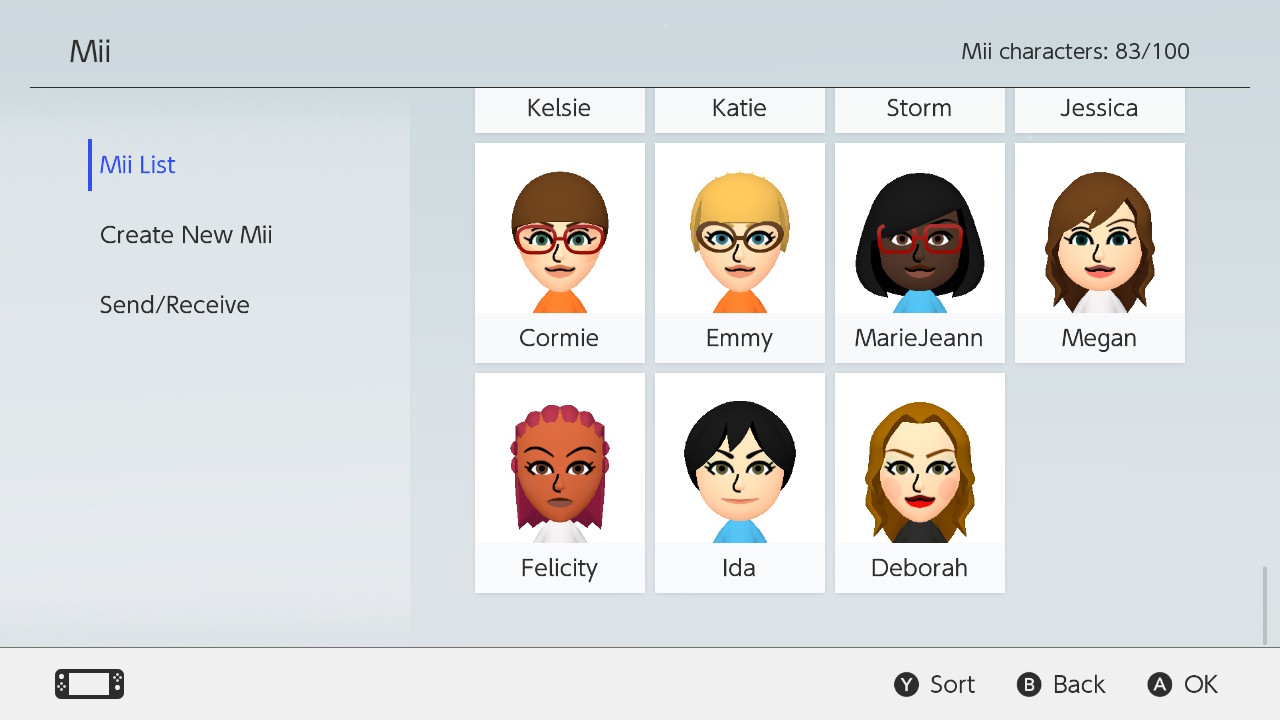 Mii
Mii characters: 83/100
Mii List
Create New Mii
Send/Receive
Kelsie
Katie
Storm
Jessica
Cormie
Emmy
MarieJeann
Megan
Felicity
Ida
Deborah
Y Sort
B Back
A OK